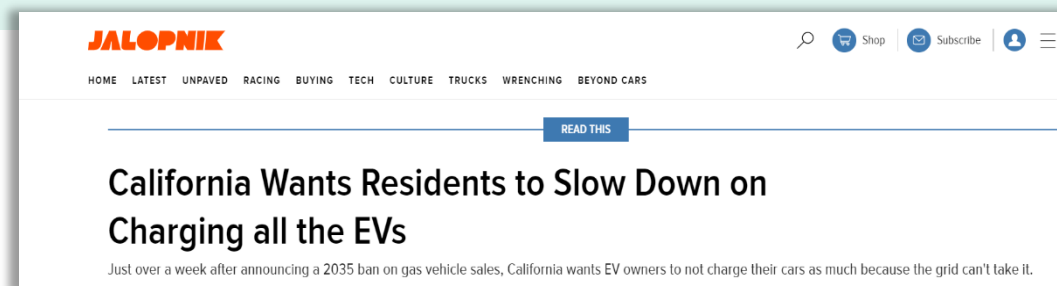 JALOPNIK
Shop
Subscribe
HOME LATEST UNPAVED RACING BUYING TECH CULTURE TRUCKS WRENCHING BEYOND CARS
READ THIS
California Wants Residents to Slow Down on
Charging all the EVs
Just over a week after announcing a 2035 ban on gas vehicle sales, California wants EV owners to not charge their cars as much because the grid can't take it.